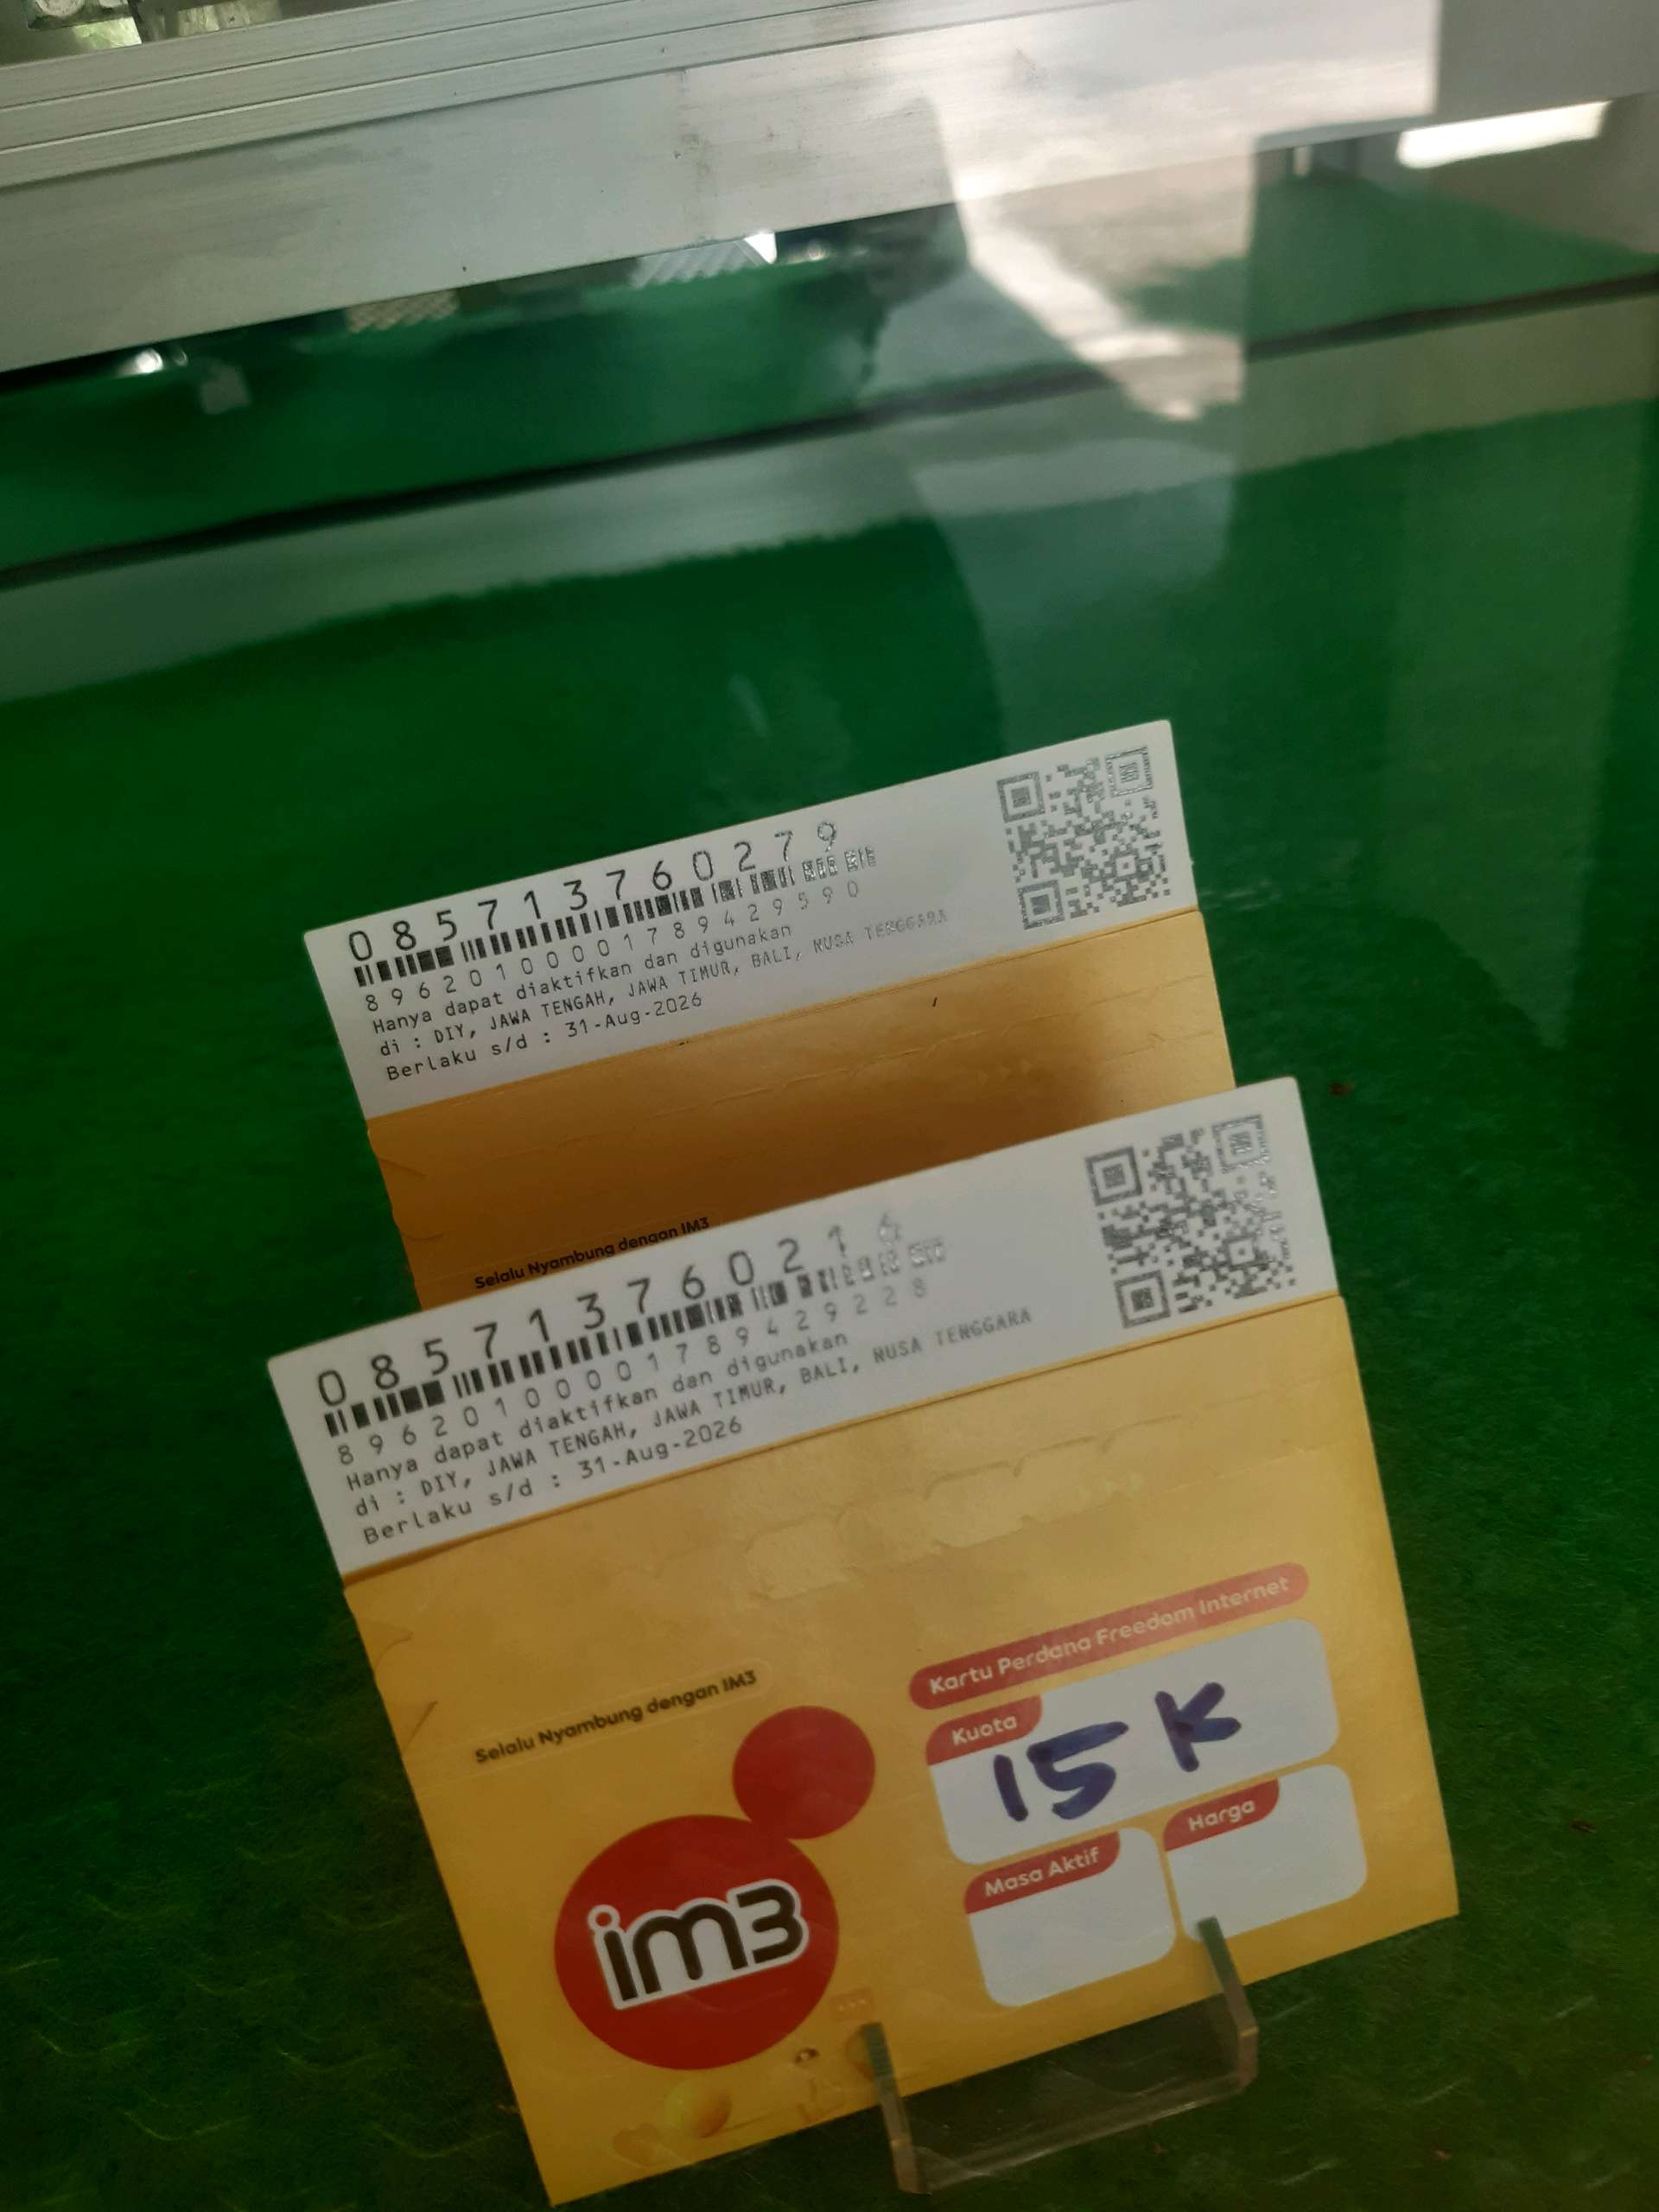 085713760279
8962010000178942959 0
Hanya dapat diaktifkan dan digunakan
di : DIY, JAWA TENGAH, JAWA TIMUR, BALI, NUSA TENGGARA
Berlaku s/d : 31-Aug-2026
Selalu Nyambung dengan IM3
085713760216
8962010000178942922 8
Hanya dapat diaktifkan dan digunakan
di : DIY, JAWA TENGAH, JAWA TIMUR, BALI, NUSA TENGGARA
Berlaku s/d : 31-Aug-2026
Selalu Nyambung dengan IM3
im3
Kartu Perdana Freedom Internet
Kuota
15 K
Masa Aktif
Harga